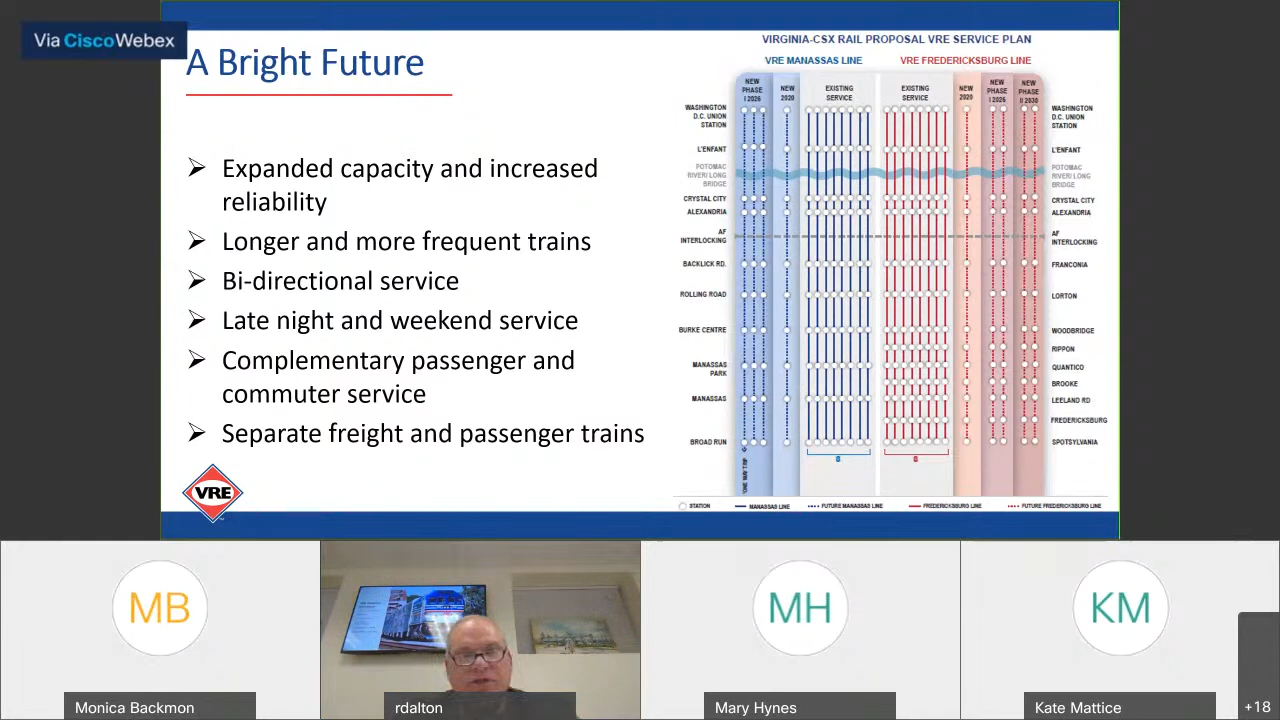 Via Cisco Webex
A Bright Future
Expanded capacity and increased
reliability
Longer and more frequent trains
Bi-directional service
Late night and weekend service
Complementary passenger and
commuter service
Separate freight and passenger trains
VRE
VIRGINIA-CSX RAIL PROPOSAL VRE SERVICE PLAN
VRE MANASSAS LINE
VRE FREDERICKSBURG LINE
NEW
PHASE
I 2026
NEW
2020
EXISTING
SERVICE
EXISTING
SERVICE
NEW
2020
NEW
PHASE
I 2026
NEW
PHASE
II 2030
WASHINGTON
D.C. UNION
STATION
L'ENFANT
POTOMAC
RIVER/ LONG
BRIDGE
CRYSTAL CITY
ALEXANDRIA
AF
INTERLOCKING
BACKLICK RD.
ROLLING ROAD
BURKE CENTRE
MANASSAS
PARK
MANASSAS
BROAD RUN
WASHINGTON
D.C. UNION
STATION
L'ENFANT
POTOMAC
RIVER/ LONG
BRIDGE
CRYSTAL CITY
ALEXANDRIA
AF
INTERLOCKING
FRANCONIA
LORTON
WOODBRIDGE
RIPPON
QUANTICO
BROOKE
LEELAND RD
FREDERICKSBURG
SPOTSYLVANIA
STATION
MANASSAS LINE
FUTURE MANASSAS LINE
FREDERICKSBURG LINE
FUTURE FREDERICKSBURG LINE
MB
Monica Backmon
rdalton
MH
Mary Hynes
KM
Kate Mattice
+18